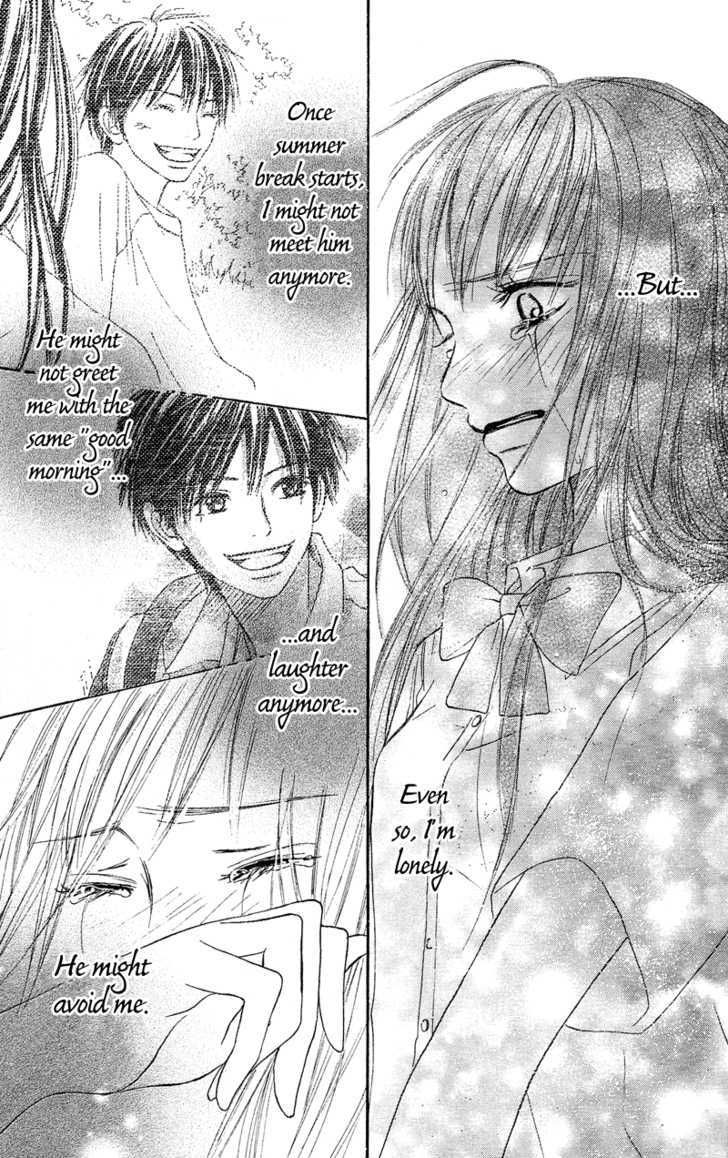 ...But...
Even
so, I'm
lonely.
Once
summer
break starts,
I might not
meet him
anymore.
He might
not greet
me with the
same "good
morning"...
...and
laughter
anymore...
He might
avoid me.